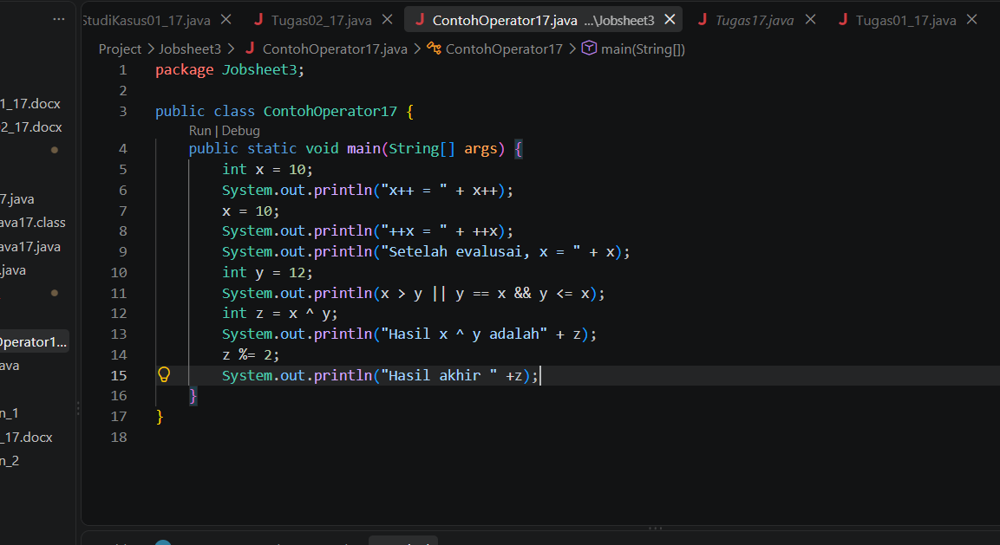 StudiKasus01_17.java
Tugas02_17.java
ContohOperator17.java ...\Jobsheet3
Tugas17.java
Tugas01_17.java
Project > Jobsheet3 > ContohOperator17.java > ContohOperator17 > main(String[])
1_17.docx
2_17.docx
7.java
ava17.class
ava17.java
.java
Operator1...
ava
n_1
_17.docx
n_2
1 package Jobsheet3;
2
3 public class ContohOperator17 {
Run | Debug
4 public static void main(String[] args) {
5 int x = 10;
6 System.out.println("x++ = " + x++);
7 x = 10;
8 System.out.println("++x = " + ++x);
9 System.out.println("Setelah evalusai, x = " + x);
10 int y = 12;
11 System.out.println(x > y || y == x && y <= x);
12 int z = x ^ y;
13 System.out.println("Hasil x ^ y adalah" + z);
14 z %= 2;
15 System.out.println("Hasil akhir " +z);
16 }
17 }
18